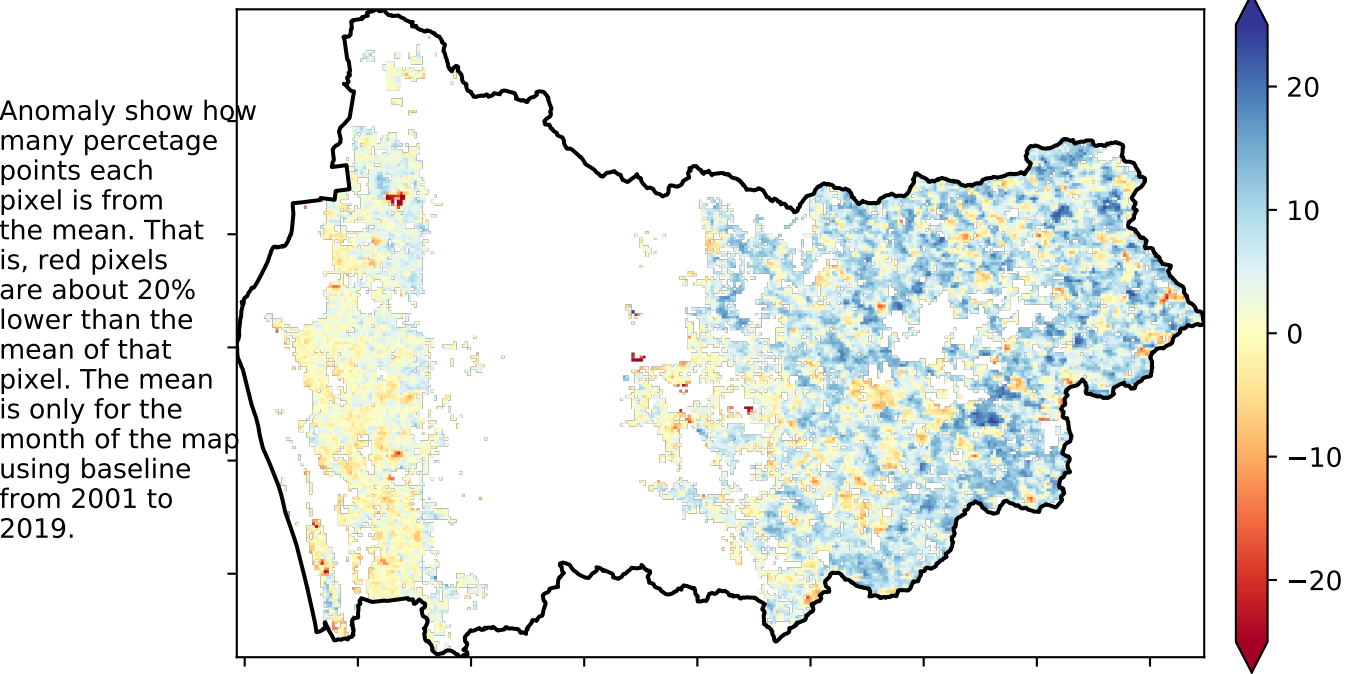 Anomaly show how
many percetage
points each
pixel is from
the mean. That
is, red pixels
are about 20%
lower than the
mean of that
pixel. The mean
is only for the
month of the map
using baseline
from 2001 to
2019.
20
10
0
−10
−20